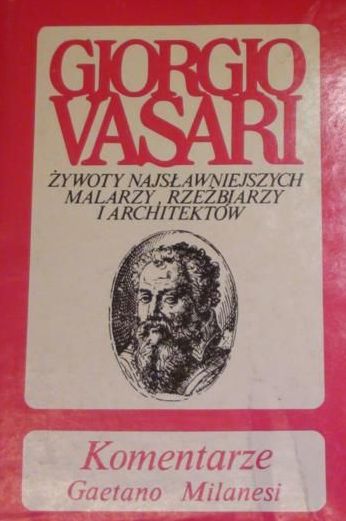 GIORGIO
VASARI
ŻYWOTY NAJSŁAWNIEJSZYCH
MALARZY, RZEŹBIARZY
I ARCHITEKTÓW
Komentarze
Gaetano Milanesi